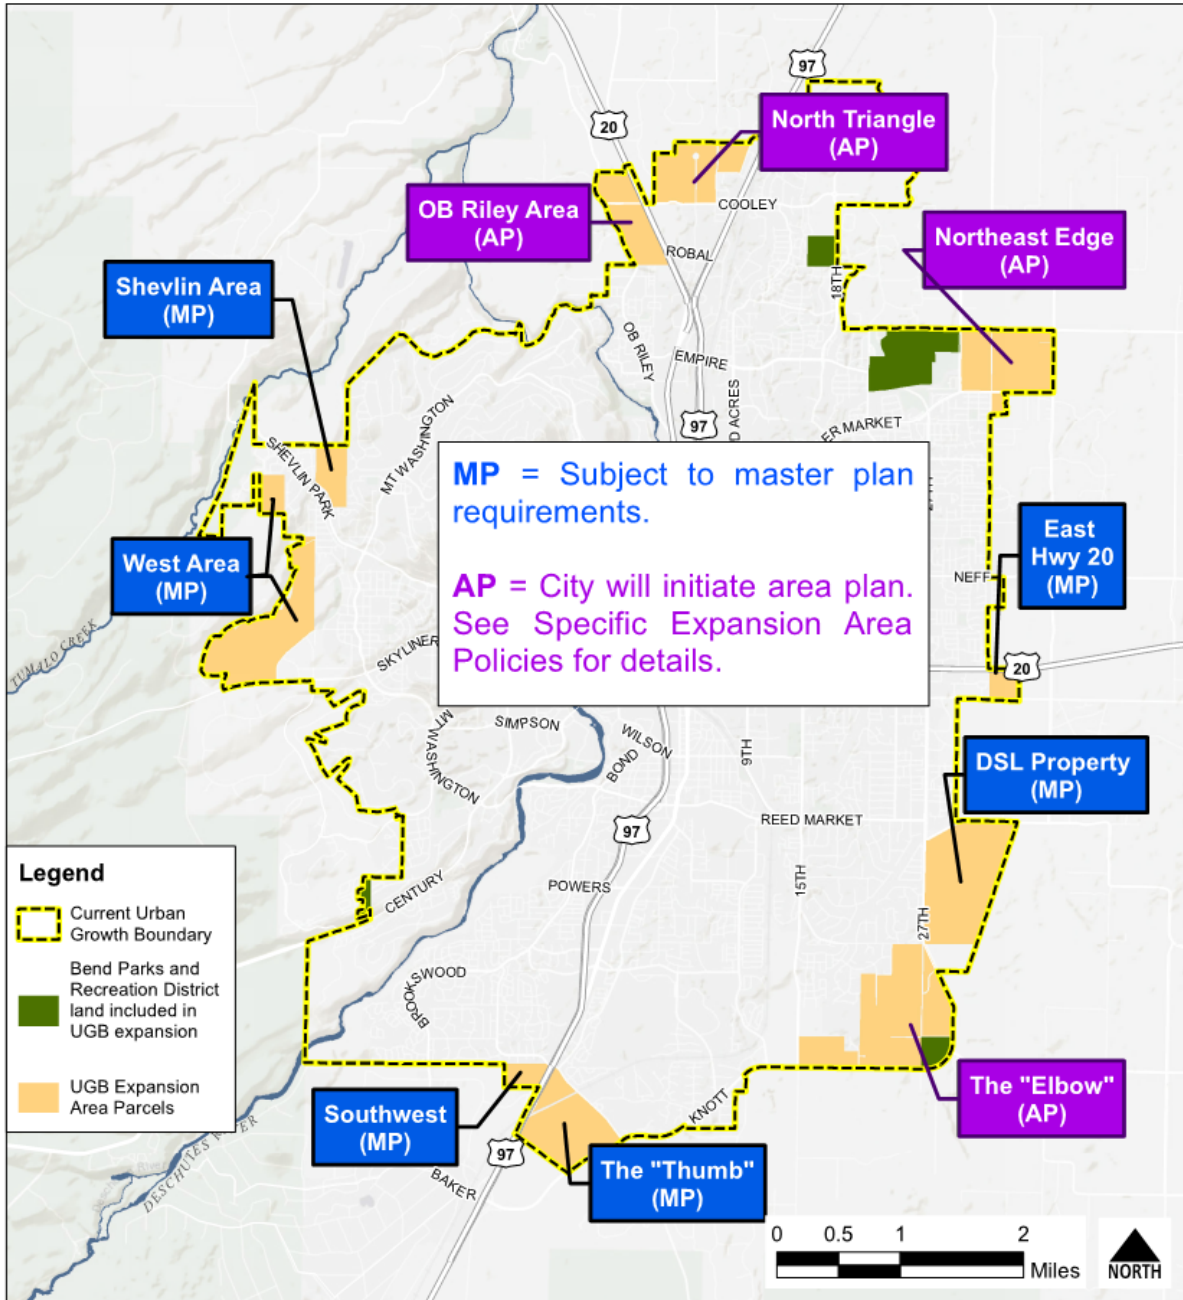 97
20
North Triangle
(AP)
OB Riley Area
(AP)
COOLEY
Northeast Edge
(AP)
ROBAL
18TH
Shevlin Area
(MP)
OB RILEY
EMPIRE
97
D ACRES
ER MARKET
MT WASHINGTON
SHEVLIN PARK
MP = Subject to master plan
requirements.
AP = City will initiate area plan.
See Specific Expansion Area
Policies for details.
East
Hwy 20
(MP)
West Area
(MP)
NEFF
TUMALO CREEK
SKYLINER
20
MT WASHINGTON
SIMPSON
WILSON
BOND
9TH
DSL Property
(MP)
97
REED MARKET
POWERS
15TH
27TH
CENTURY
BROOKSWOOD
Legend
Current Urban
Growth Boundary
Bend Parks and
Recreation District
land included in
UGB expansion
UGB Expansion
Area Parcels
Southwest
(MP)
KNOTT
The "Elbow"
(AP)
97
The "Thumb"
(MP)
BAKER
DESCHUTES RIVER
0 0.5 1 2
Miles
NORTH